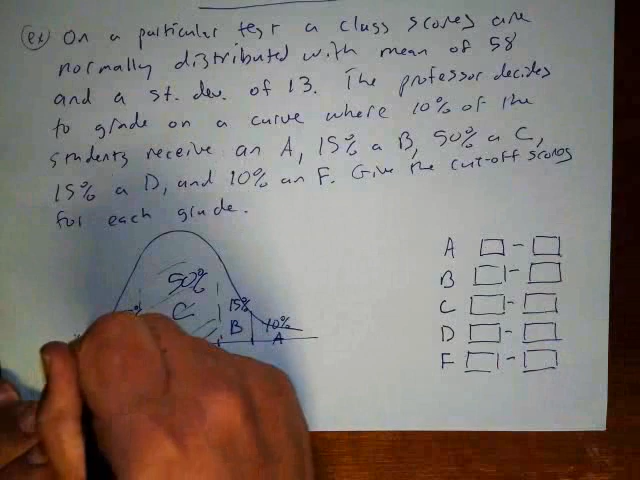 (ex) On a particular test a class scores are
normally distributed with mean of 58
and a st. dev. of 13. The professor decides
to grade on a curve where 10% of the
students receive an A, 15% a B, 50% a C,
15% a D, and 10% an F. Give the cut-off scores
for each grade.
50%
C
15%
B
10%
A
%
A -
B -
C -
D -
F -